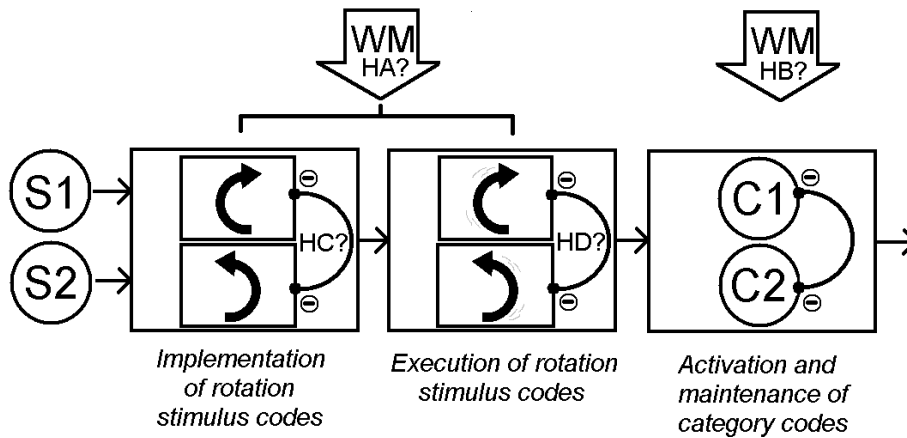 WM
HA?
WM
HB?
S1
S2
HC?
HD?
C1
C2
Implementation
of rotation
stimulus codes
Execution of rotation
stimulus codes
Activation and
maintenance of
category codes